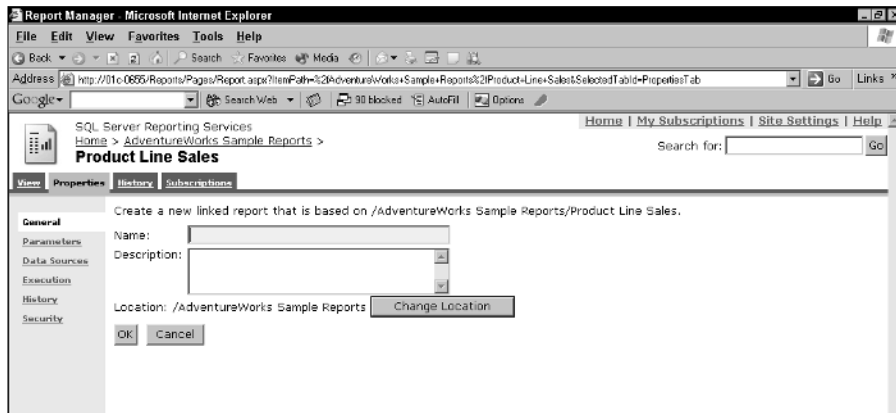 Report Manager - Microsoft Internet Explorer
File Edit View Favorites Tools Help
Back Search Favorites Media
Address http://01c-0655/Reports/Pages/Report.aspx?ItemPath=%2fAdventureWorks+Sample+Reports%2fProduct+Line+Sales&SelectedTabId=PropertiesTab Go Links »
Google Search Web 90 blocked AutoFill Options
SQL Server Reporting Services
Home | My Subscriptions | Site Settings | Help
Home > AdventureWorks Sample Reports >
Product Line Sales
Search for: Go
View Properties History Subscriptions
General
Parameters
Data Sources
Execution
History
Security
Create a new linked report that is based on /AdventureWorks Sample Reports/Product Line Sales.
Name:
Description:
Location: /AdventureWorks Sample Reports Change Location
OK Cancel